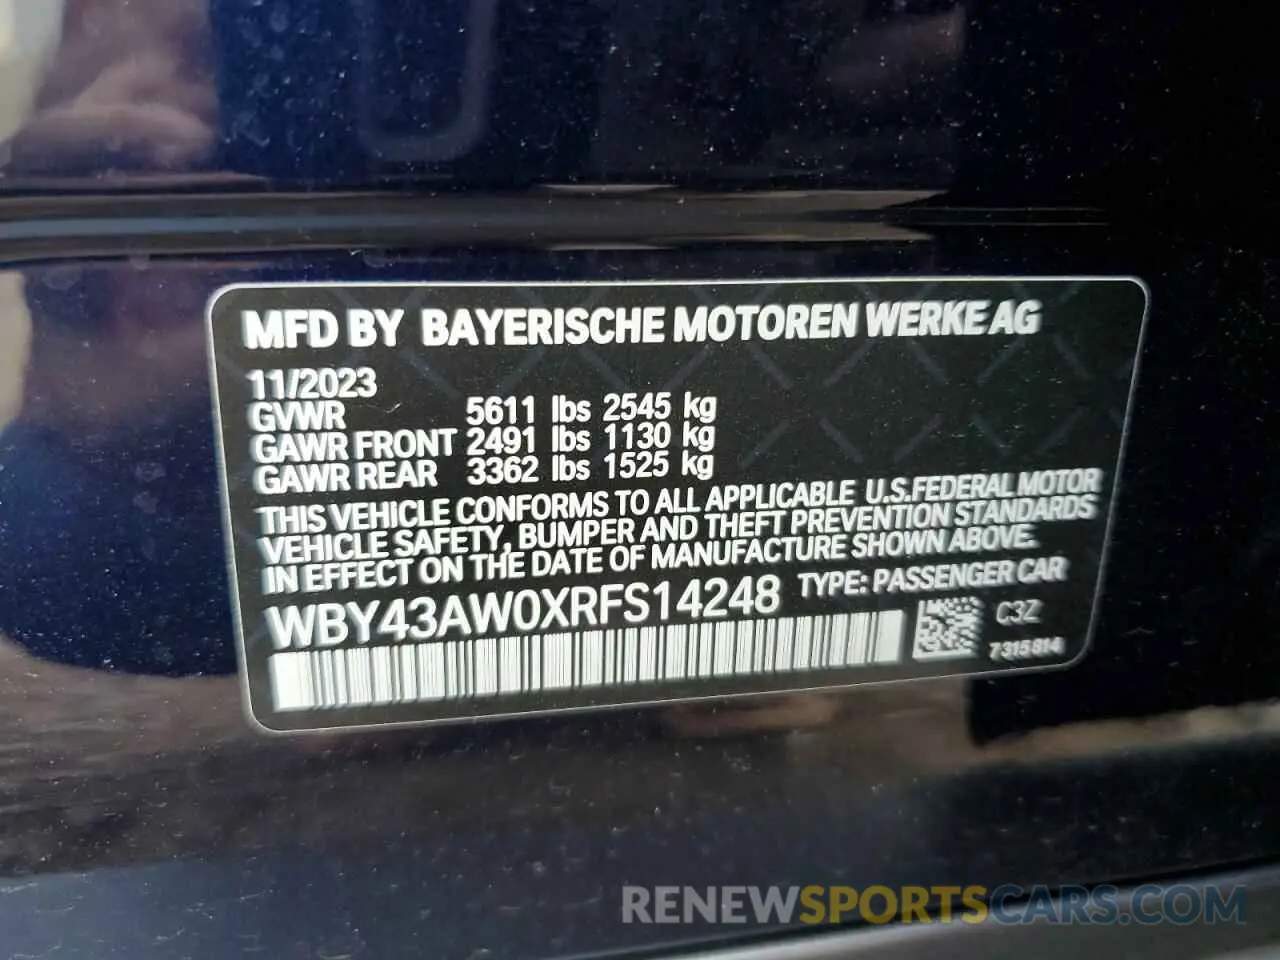 MFD BY BAYERISCHE MOTOREN WERKE AG
11/2023
GVWR 5611 lbs 2545 kg
GAWR FRONT 2491 lbs 1130 kg
GAWR REAR 3362 lbs 1525 kg
THIS VEHICLE CONFORMS TO ALL APPLICABLE U.S.FEDERAL MOTOR
VEHICLE SAFETY, BUMPER AND THEFT PREVENTION STANDARDS
IN EFFECT ON THE DATE OF MANUFACTURE SHOWN ABOVE.
WBY43AW0XRFS14248 TYPE: PASSENGER CAR
C3Z
7315814
RENEWSPORTSCARS.COM